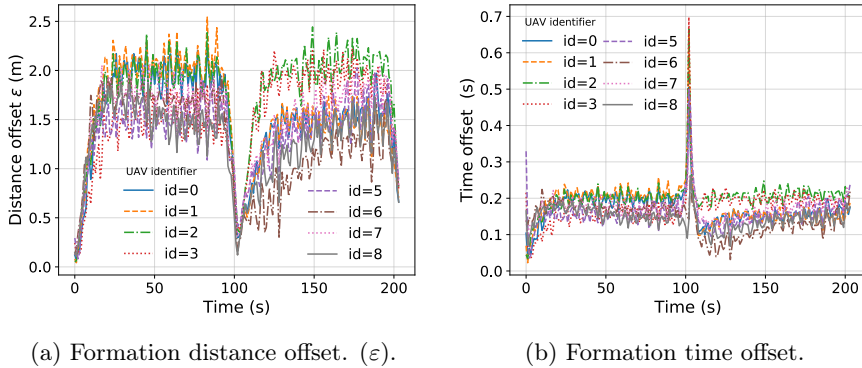 2.5
2.0
1.5
1.0
0.5
0.0
Distance offset ε (m)
UAV identifier
id=0
id=1
id=2
id=3
id=5
id=6
id=7
id=8
0
50
100
150
200
Time (s)
(a) Formation distance offset. (ε).
0.7
0.6
0.5
0.4
0.3
0.2
0.1
0.0
Time offset (s)
UAV identifier
id=0
id=1
id=2
id=3
id=5
id=6
id=7
id=8
0
50
100
150
200
Time (s)
(b) Formation time offset.